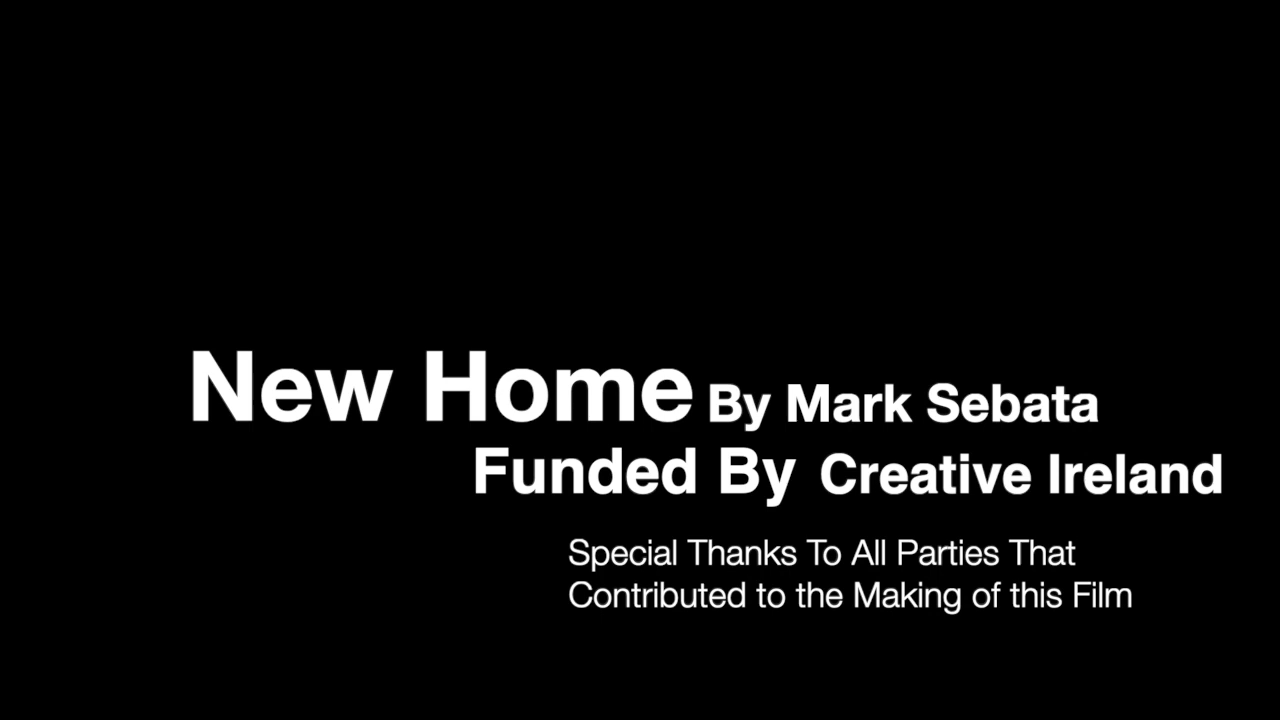 New Home By Mark Sebata
Funded By Creative Ireland
Special Thanks To All Parties That
Contributed to the Making of this Film